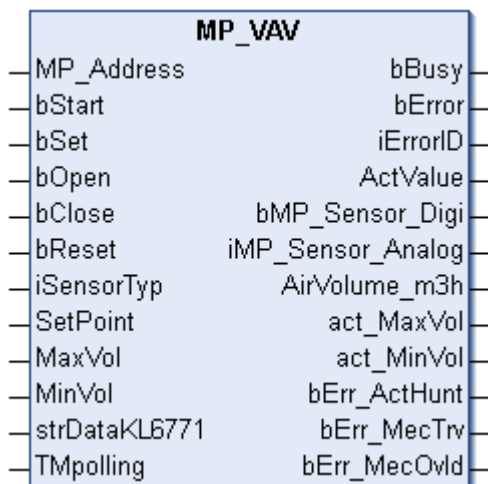 MP_VAV
MP_Address bBusy
bStart bError
bSet iErrorID
bOpen ActValue
bClose bMP_Sensor_Digi
bReset iMP_Sensor_Analog
iSensorTyp AirVolume_m3h
SetPoint act_MaxVol
MaxVol act_MinVol
MinVol bErr_ActHunt
strDataKL6771 bErr_MecTrv
TMpolling bErr_MecOvld